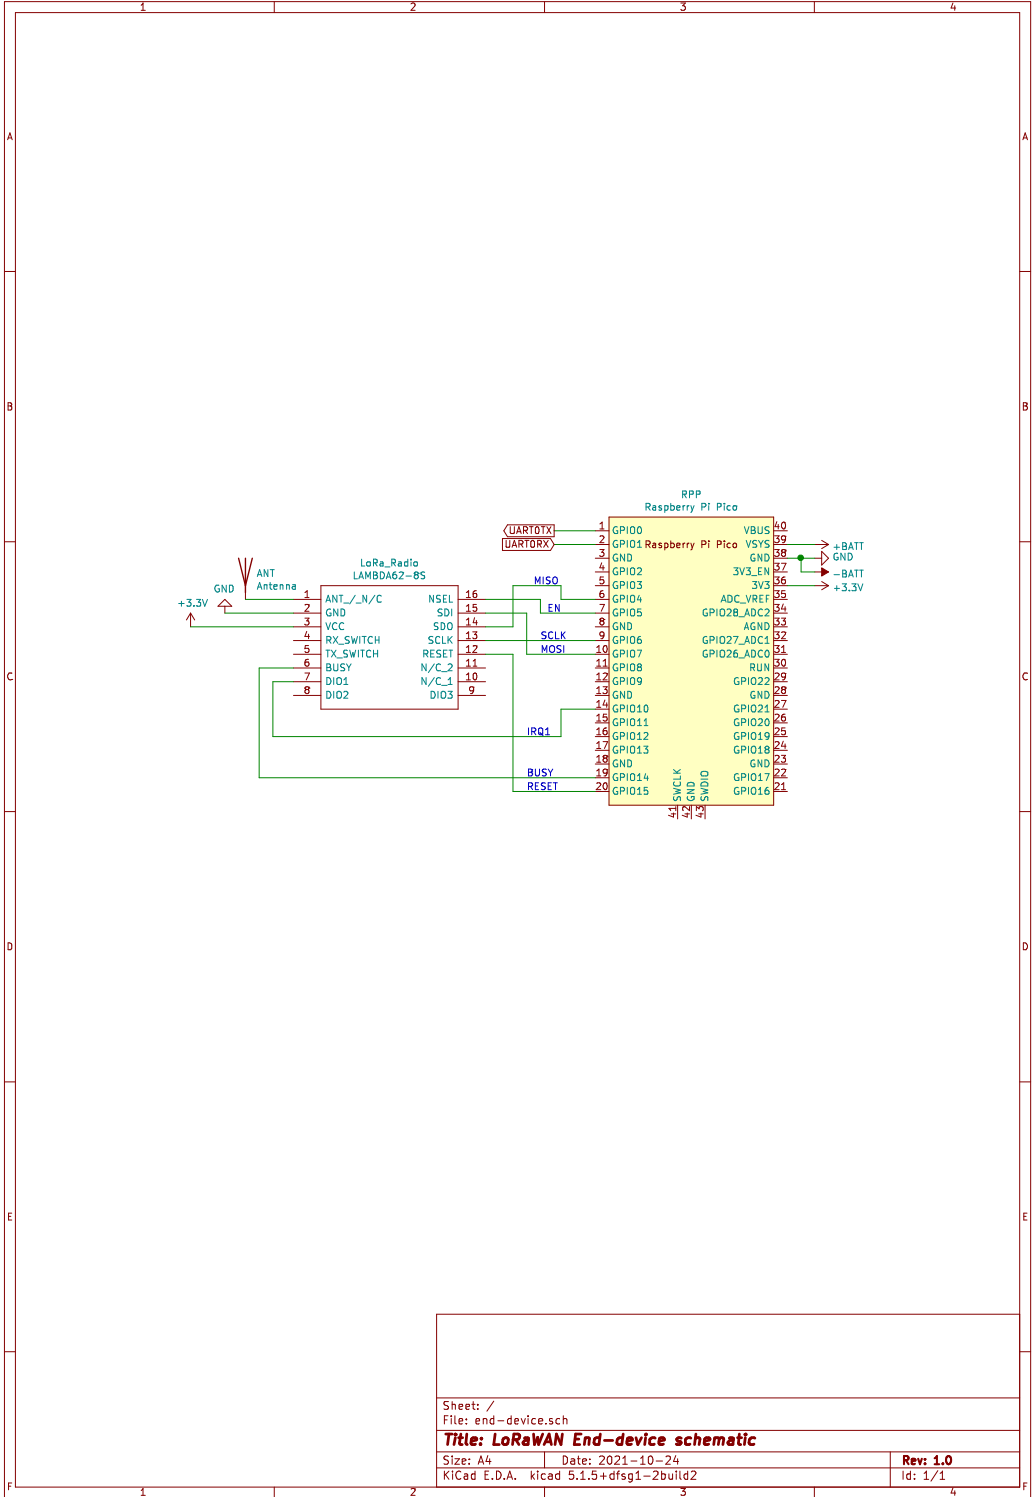 1 2 3 4
A A
B B
C C
D D
E E
F F
RPP
Raspberry Pi Pico
UART0TX 1 GPIO0 VBUS 40
UART0RX 2 GPIO1 Raspberry Pi Pico VSYS 39 +BATT
3 GND GND 38 GND
4 GPIO2 3V3_EN 37 -BATT
5 GPIO3 3V3 36 +3.3V
6 GPIO4 ADC_VREF 35
7 GPIO5 GPIO28_ADC2 34
8 GND AGND 33
9 GPIO6 GPIO27_ADC1 32
10 GPIO7 GPIO26_ADC0 31
11 GPIO8 RUN 30
12 GPIO9 GPIO22 29
13 GND GND 28
14 GPIO10 GPIO21 27
15 GPIO11 GPIO20 26
16 GPIO12 GPIO19 25
17 GPIO13 GPIO18 24
18 GND GND 23
19 GPIO14 GPIO17 22
20 GPIO15 GPIO16 21
SWCLK GND SWDIO
41 42 43
LoRa_Radio
LAMBDA62-8S
ANT
Antenna
GND
+3.3V
1 ANT_/_N/C NSEL 16
2 GND SDI 15
3 VCC SDO 14
4 RX_SWITCH SCLK 13
5 TX_SWITCH RESET 12
6 BUSY N/C_2 11
7 DIO1 N/C_1 10
8 DIO2 DIO3 9
MISO
EN
SCLK
MOSI
IRQ1
BUSY
RESET
Sheet: /
File: end-device.sch
Title: LoRaWAN End-device schematic
Size: A4 Date: 2021-10-24 Rev: 1.0
KiCad E.D.A. kicad 5.1.5+dfsg1-2build2 Id: 1/1
1 2 3 4